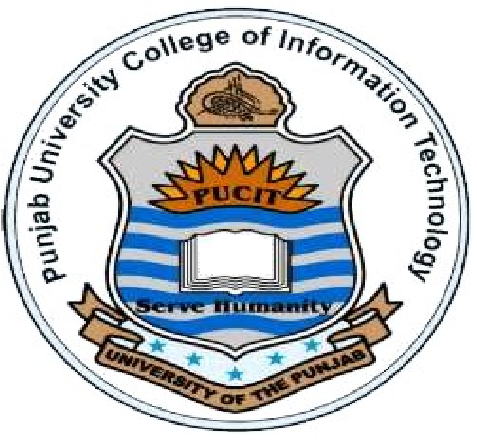 Punjab University College of Information Technology
PUCIT
Serve Humanity
UNIVERSITY OF THE PUNJAB